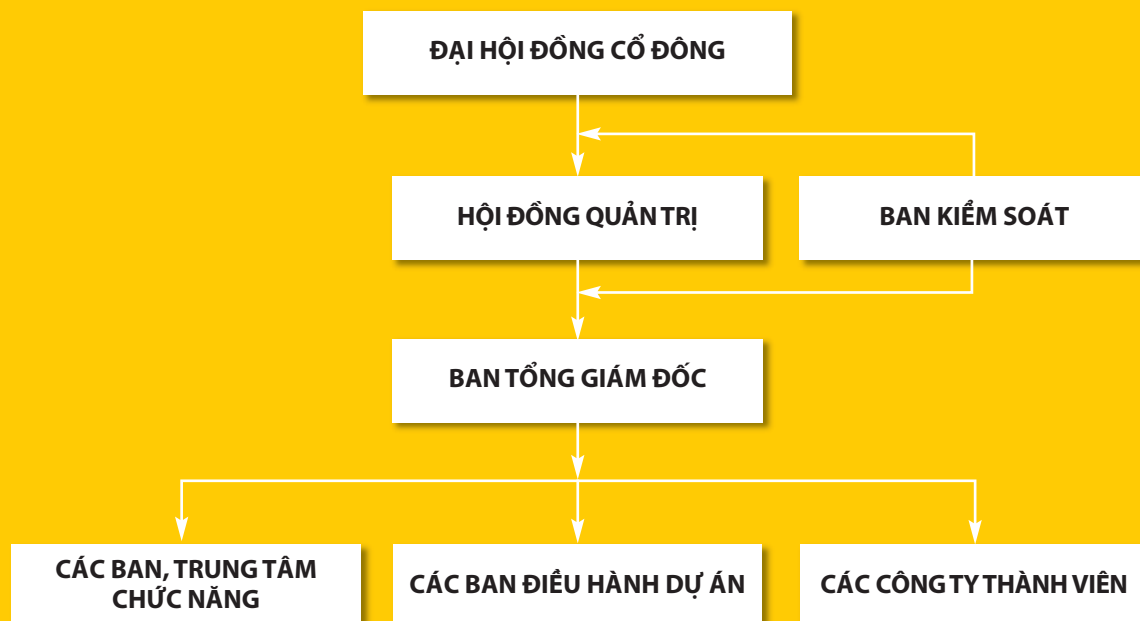 ĐẠI HỘI ĐỒNG CỔ ĐÔNG
HỘI ĐỒNG QUẢN TRỊ
BAN KIỂM SOÁT
BAN TỔNG GIÁM ĐỐC
CÁC BAN, TRUNG TÂM
CHỨC NĂNG
CÁC BAN ĐIỀU HÀNH DỰ ÁN
CÁC CÔNG TY THÀNH VIÊN